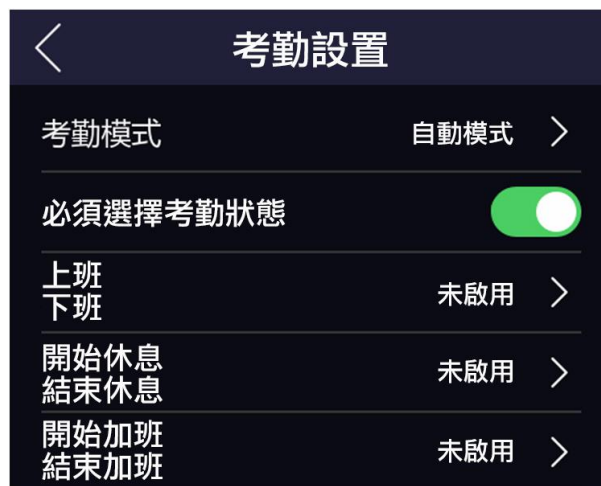 考勤設置
考勤模式 自動模式
必須選擇考勤狀態
上班
下班 未啟用
開始休息
結束休息 未啟用
開始加班
結束加班 未啟用